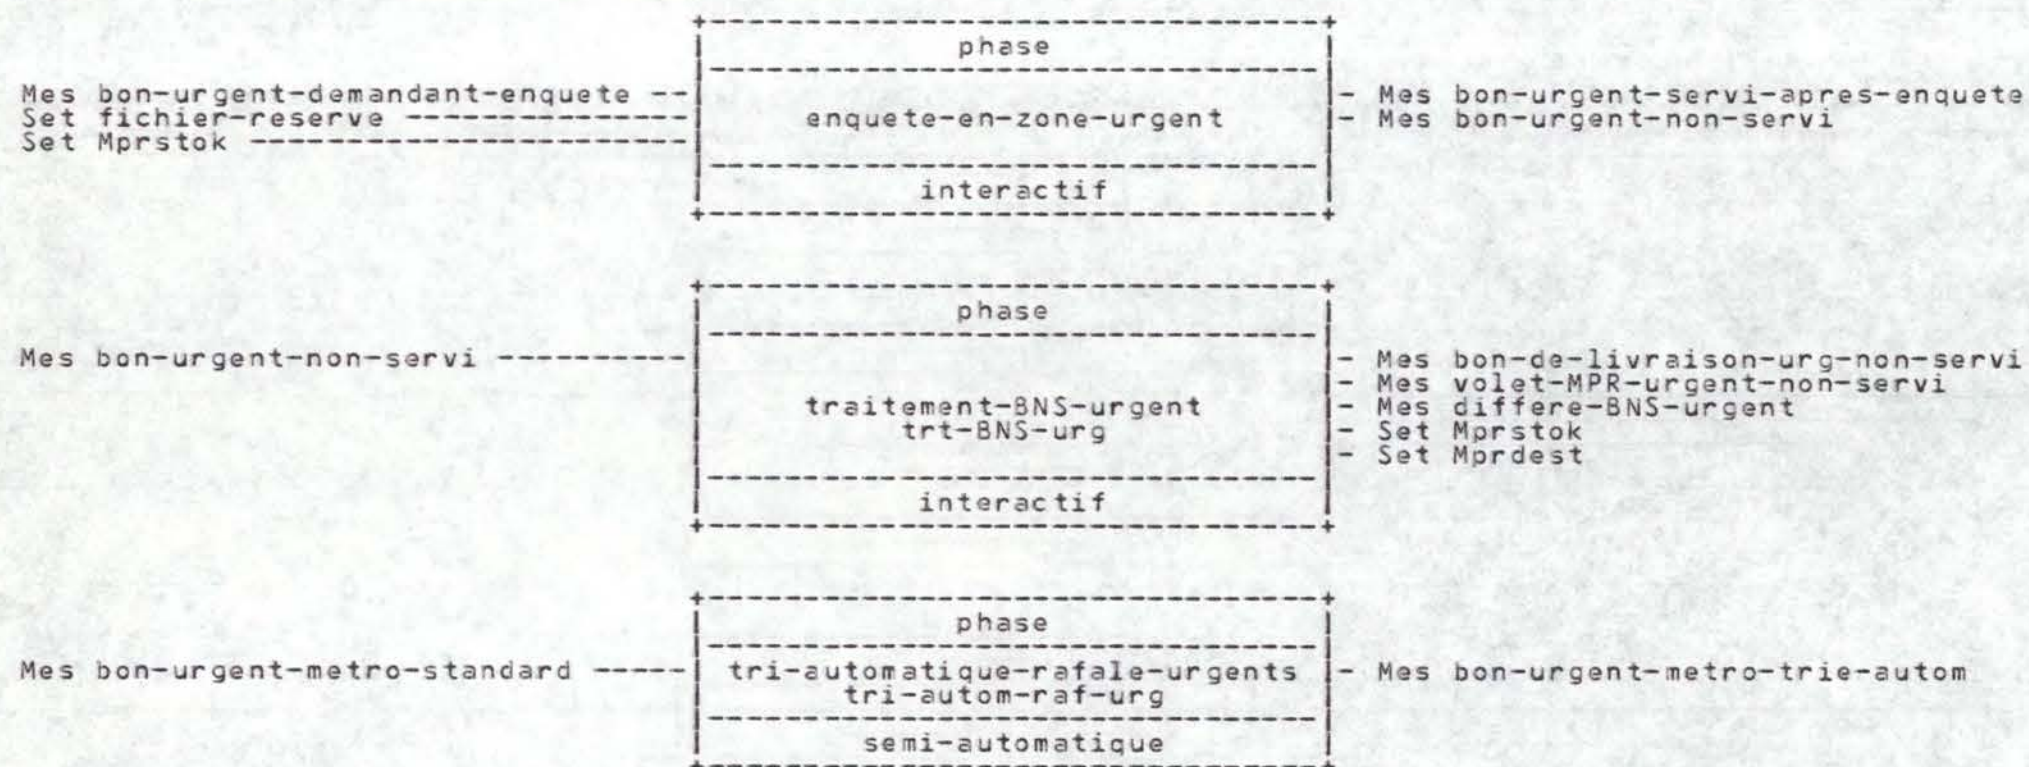 phase
Mes bon-urgent-demandant-enquete
Set fichier-reserve
Set Mprstok
enquete-en-zone-urgent
Mes bon-urgent-servi-apres-enquete
Mes bon-urgent-non-servi
interactif
phase
Mes bon-urgent-non-servi
traitement-BNS-urgent
trt-BNS-urg
Mes bon-de-livraison-urg-non-servi
Mes volet-MPR-urgent-non-servi
Mes differe-BNS-urgent
Set Mprstok
Set Mprdest
interactif
phase
Mes bon-urgent-metro-standard
tri-automatique-rafale-urgents
tri-autom-raf-urg
Mes bon-urgent-metro-trie-autom
semi-automatique